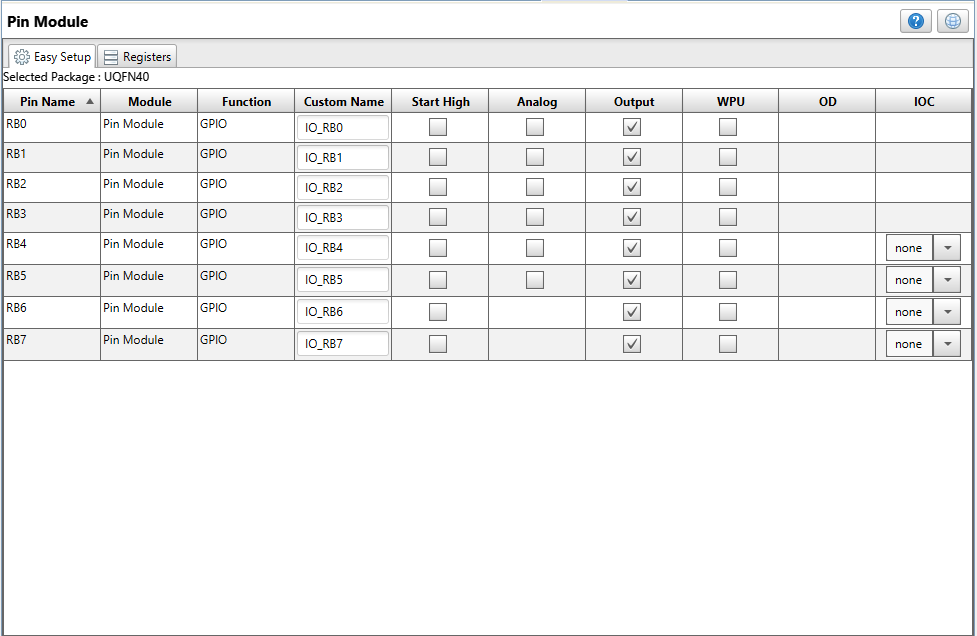 Pin Module
Easy Setup Registers
Selected Package : UQFN40
Pin Name Module Function Custom Name Start High Analog Output WPU OD IOC
RB0 Pin Module GPIO IO_RB0
RB1 Pin Module GPIO IO_RB1
RB2 Pin Module GPIO IO_RB2
RB3 Pin Module GPIO IO_RB3
RB4 Pin Module GPIO IO_RB4 none
RB5 Pin Module GPIO IO_RB5 none
RB6 Pin Module GPIO IO_RB6 none
RB7 Pin Module GPIO IO_RB7 none